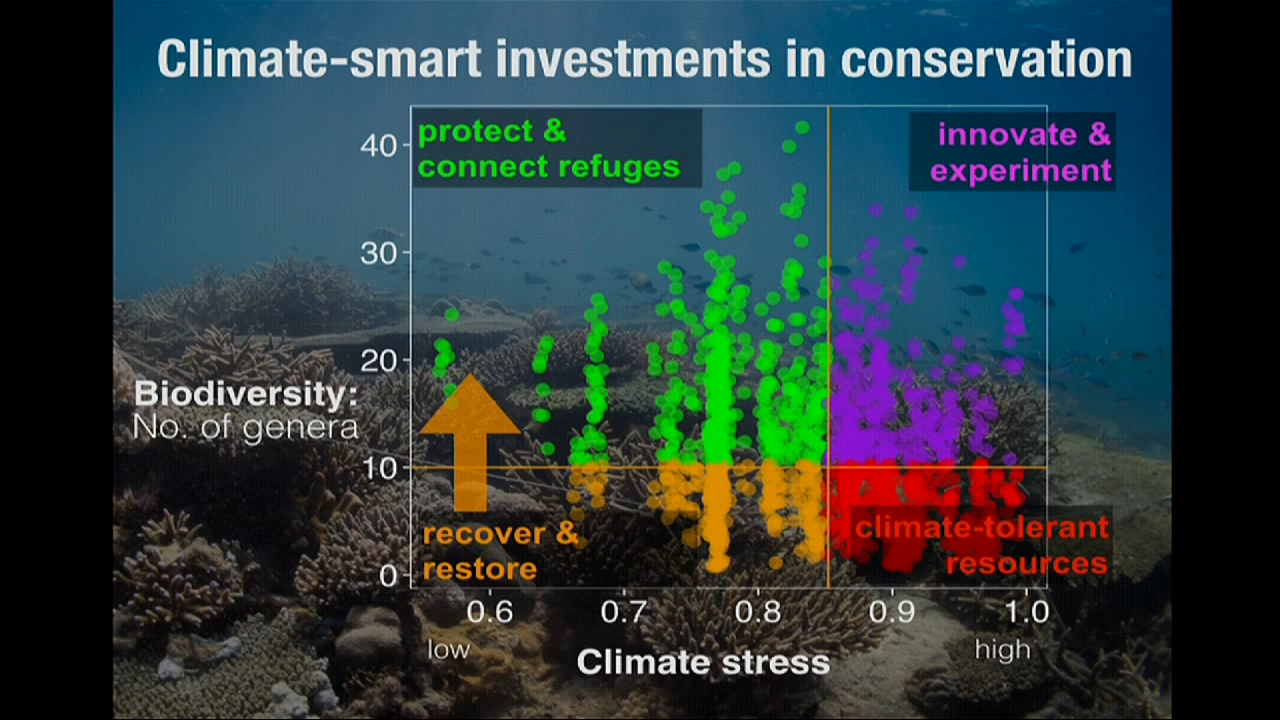 Climate-smart investments in conservation
protect &
connect refuges
innovate &
experiment
40
30
20
10
0
Biodiversity:
No. of genera
recover &
restore
climate-tolerant
resources
0.6 0.7 0.8 0.9 1.0
low
high
Climate stress